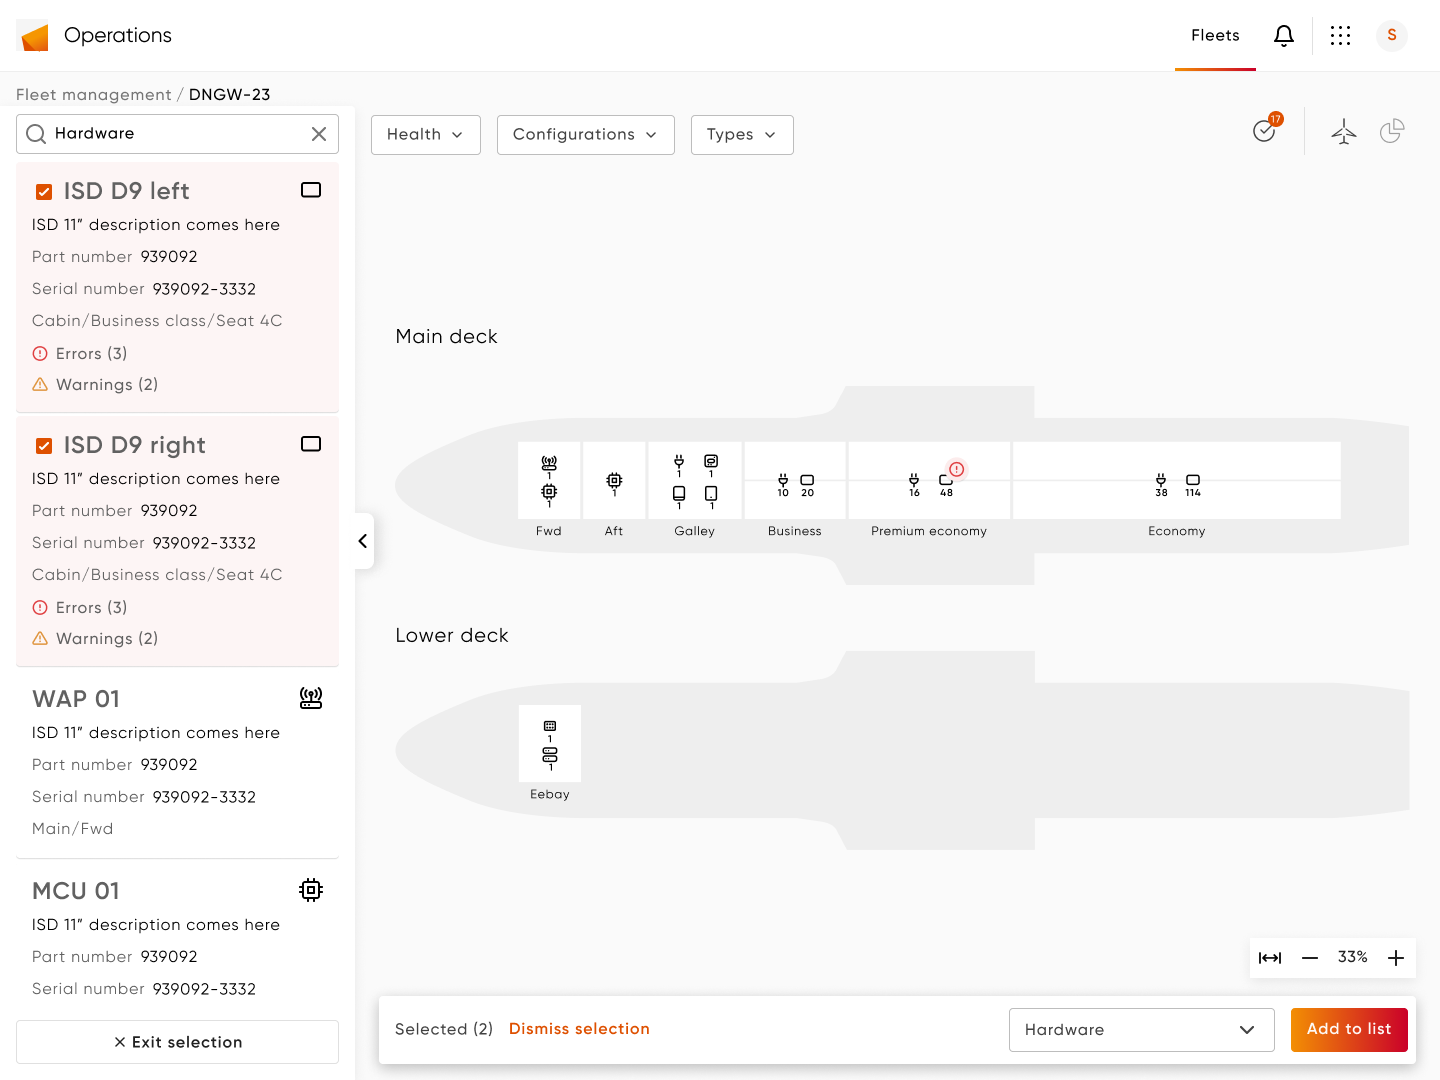 Operations
Fleets
S
Fleet management / DNGW-23
Hardware
Health
Configurations
Types
17
ISD D9 left
ISD 11” description comes here
Part number 939092
Serial number 939092-3332
Cabin/Business class/Seat 4C
Errors (3)
Warnings (2)
ISD D9 right
ISD 11” description comes here
Part number 939092
Serial number 939092-3332
Cabin/Business class/Seat 4C
Errors (3)
Warnings (2)
WAP 01
ISD 11” description comes here
Part number 939092
Serial number 939092-3332
Main/Fwd
MCU 01
ISD 11” description comes here
Part number 939092
Serial number 939092-3332
Exit selection
Main deck
1
1
Fwd
1
Aft
1 1
1 1
Galley
10 20
Business
16 48
Premium economy
38 114
Economy
Lower deck
1
1
Eebay
33%
Selected (2) Dismiss selection
Hardware
Add to list